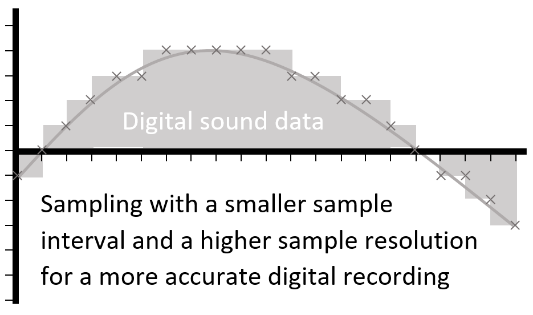 Digital sound data
Sampling with a smaller sample
interval and a higher sample resolution
for a more accurate digital recording